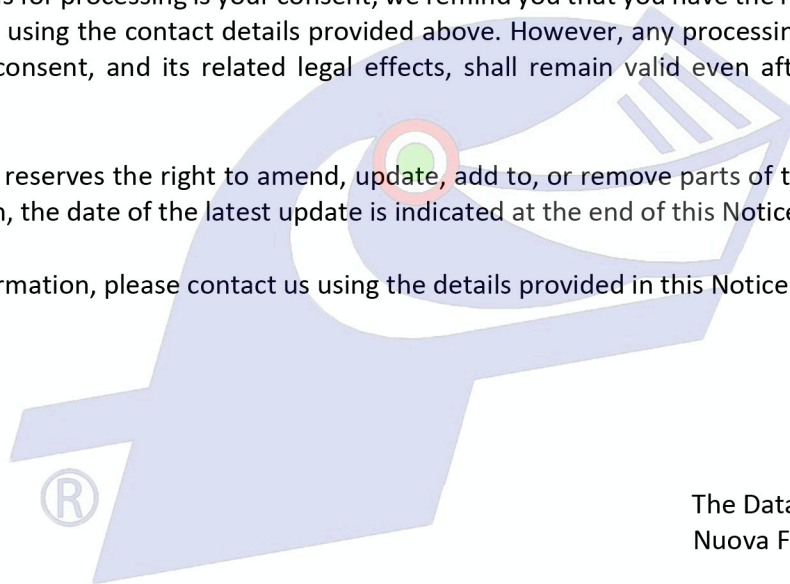 for processing is your consent, we remind you that you have the
using the contact details provided above. However, any processin
consent, and its related legal effects, shall remain valid even aft
reserves the right to amend, update, add to, or remove parts of t
, the date of the latest update is indicated at the end of this Notice
rmation, please contact us using the details provided in this Notice
®
The Data
Nuova F